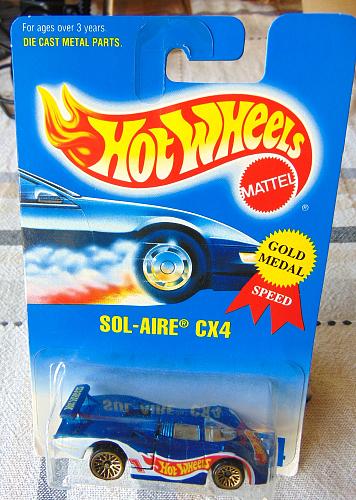 For ages over 3 years.
DIE CAST METAL PARTS.
HOT WHEELS
MATTEL
®
GOLD
MEDAL
SPEED
SOL-AIRE® CX4
SOL-AIRE CX4
HOT WHEELS